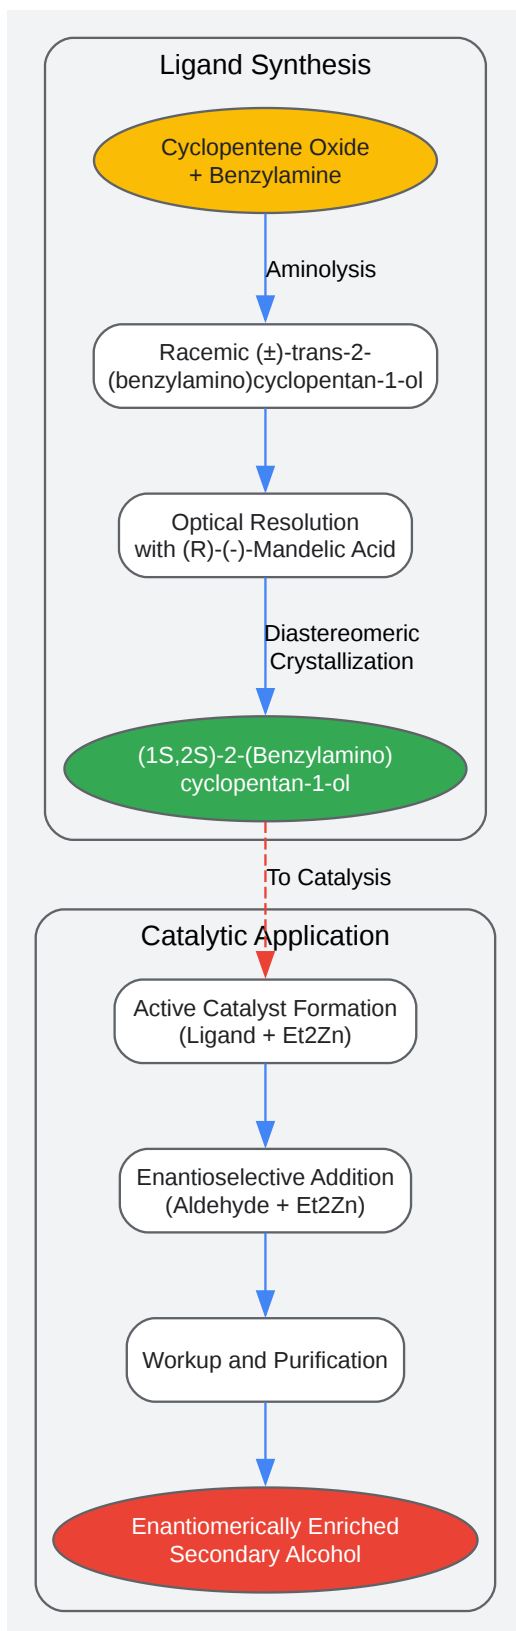 Ligand Synthesis
Cyclopentene Oxide
+ Benzylamine
Aminolysis
Racemic (±)-trans-2-
(benzylamino)cyclopentan-1-ol
Optical Resolution
with (R)-(-)-Mandelic Acid
Diastereomeric
Crystallization
(1S,2S)-2-(Benzylamino)
cyclopentan-1-ol
To Catalysis
Catalytic Application
Active Catalyst Formation
(Ligand + Et2Zn)
Enantioselective Addition
(Aldehyde + Et2Zn)
Workup and Purification
Enantiomerically Enriched
Secondary Alcohol